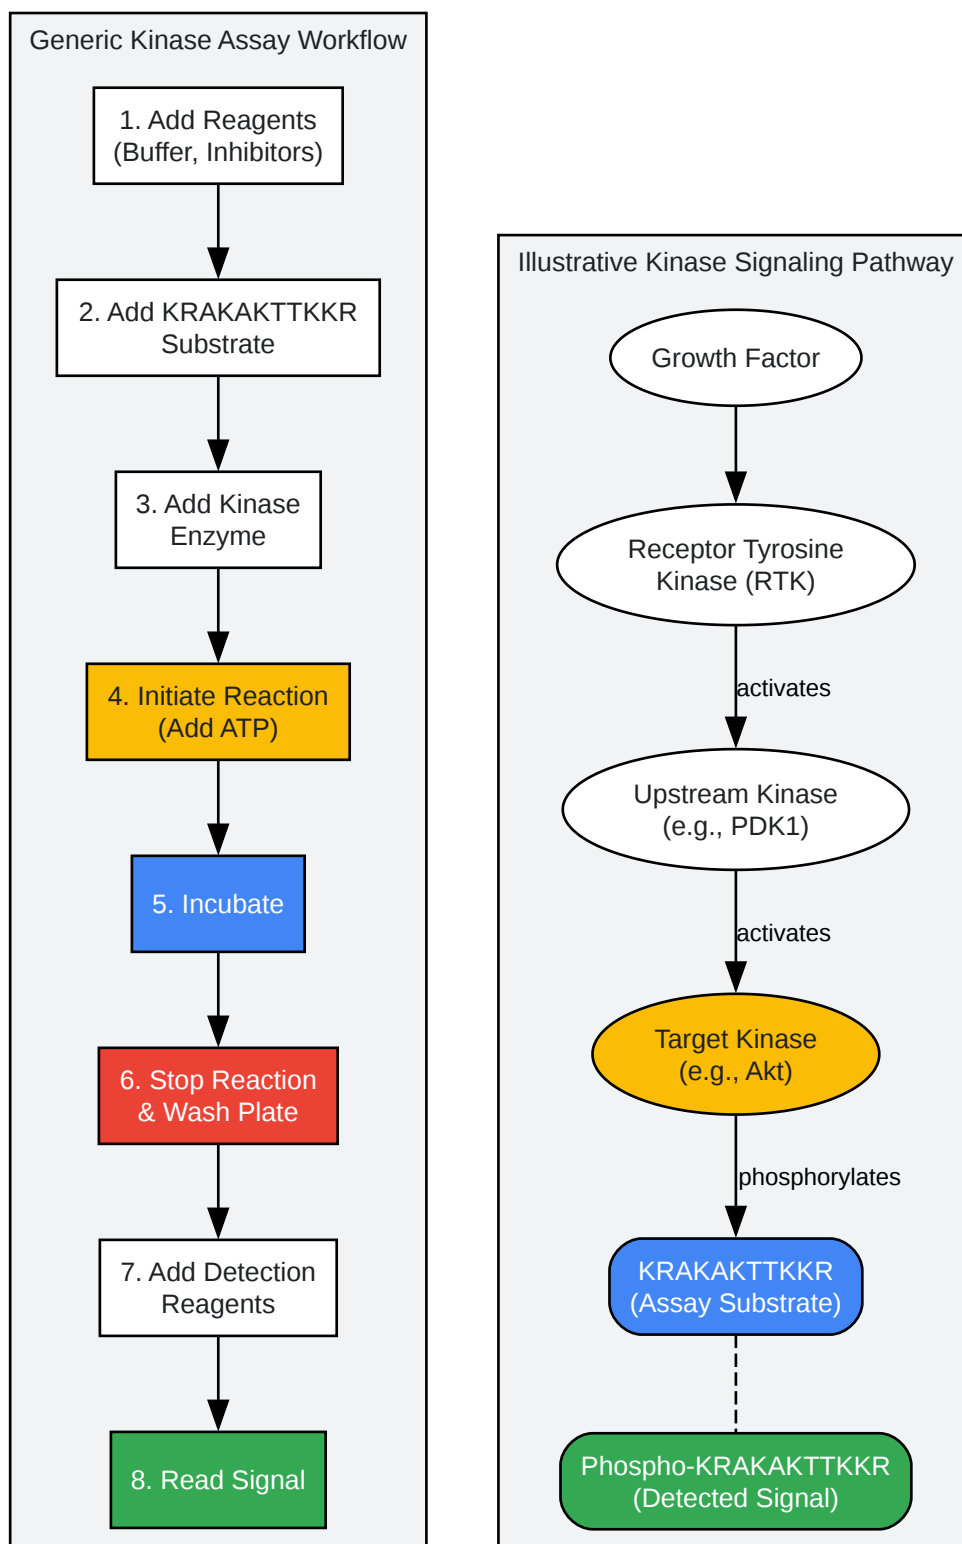 Generic Kinase Assay Workflow
1. Add Reagents
(Buffer, Inhibitors)
2. Add KRAKAKTTKKR
Substrate
3. Add Kinase
Enzyme
4. Initiate Reaction
(Add ATP)
5. Incubate
6. Stop Reaction
& Wash Plate
7. Add Detection
Reagents
8. Read Signal
Illustrative Kinase Signaling Pathway
Growth Factor
Receptor Tyrosine
Kinase (RTK)
activates
Upstream Kinase
(e.g., PDK1)
activates
Target Kinase
(e.g., Akt)
phosphorylates
KRAKAKTTKKR
(Assay Substrate)
Phospho-KRAKAKTTKKR
(Detected Signal)